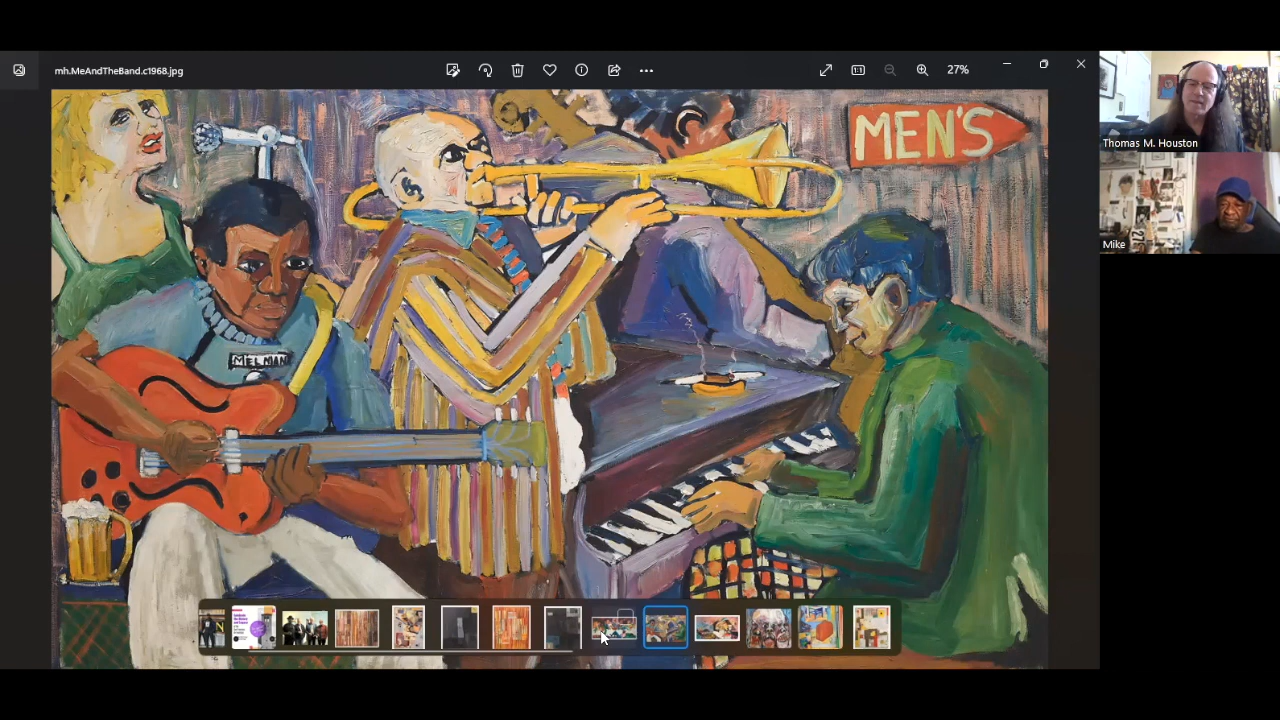 mh.MeAndTheBand.c1968.jpg
27%
MEN'S
MELMAN
Thomas M. Houston
Mike